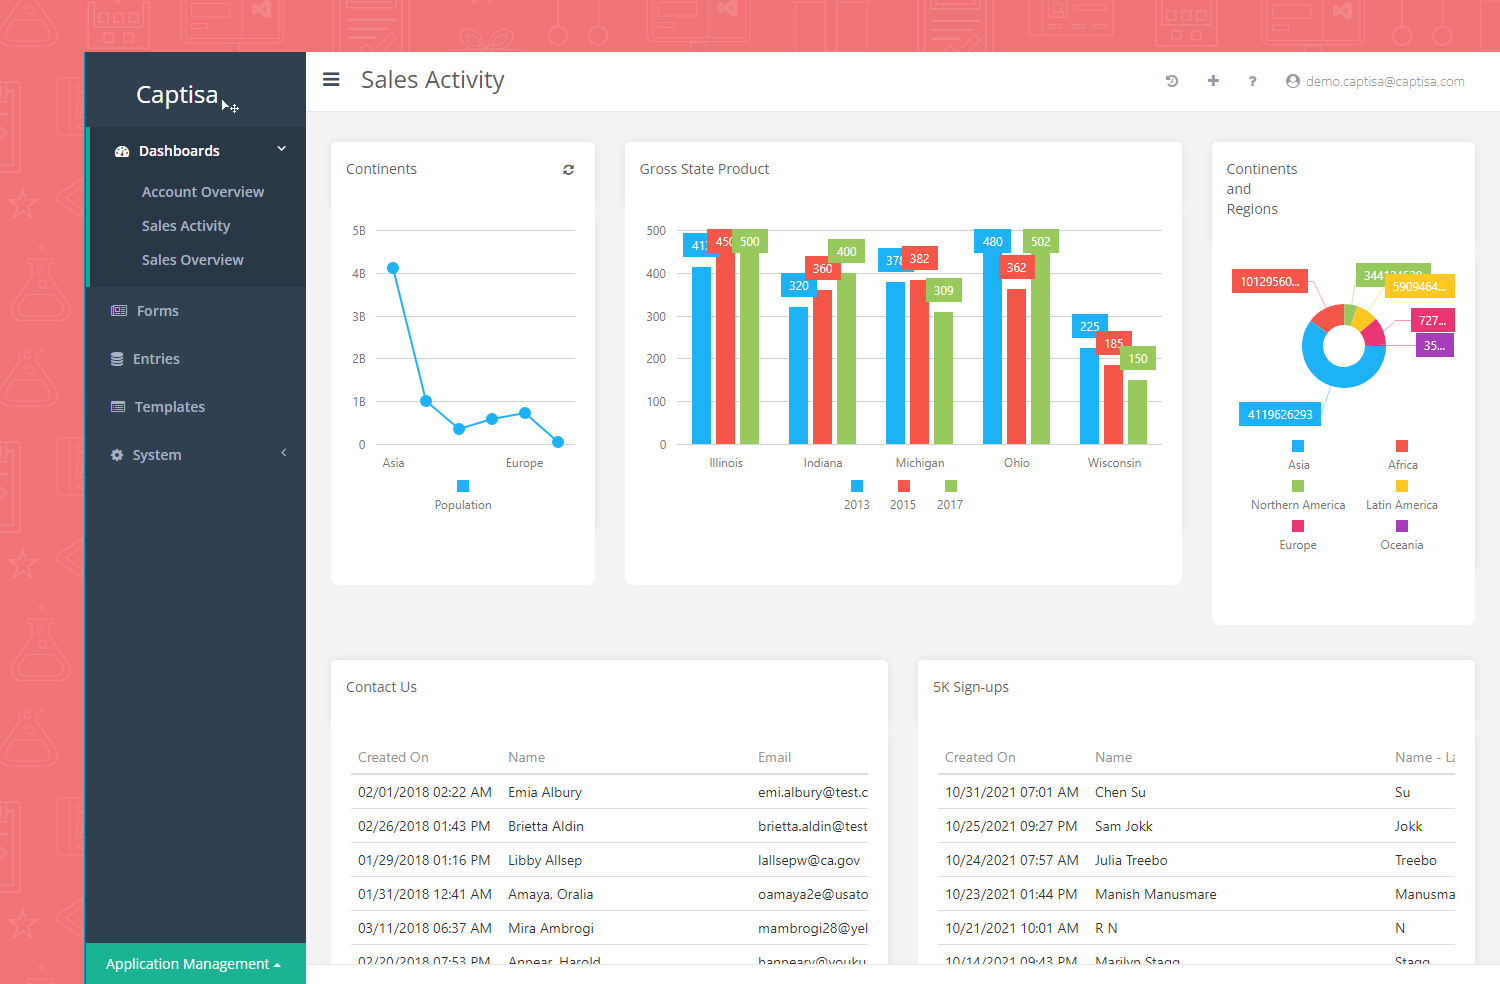 Captisa
Sales Activity
demo.captisa@captisa.com
Dashboards
Account Overview
Sales Activity
Sales Overview
Forms
Entries
Templates
System
Application Management
Continents
5B
4B
3B
2B
1B
0
Asia
Europe
Population
Gross State Product
500
400
300
200
100
0
450
500
320
360
400
382
309
480
362
502
225
185
150
Illinois
Indiana
Michigan
Ohio
Wisconsin
2013
2015
2017
Continents
and
Regions
10129560...
5909464...
727...
35...
4119626293
Asia
Africa
Northern America
Latin America
Europe
Oceania
Contact Us
Created On Name Email
02/01/2018 02:22 AM Emia Albury emi.albury@test.c
02/26/2018 01:43 PM Brietta Aldin brietta.aldin@test
01/29/2018 01:16 PM Libby Allsep lallsepw@ca.gov
01/31/2018 12:41 AM Amaya, Oralia oamaya2e@usato
03/11/2018 06:37 AM Mira Ambrogi mambrogi28@yel
02/20/2018 07:53 PM Annear, Harold hanneary@youku
5K Sign-ups
Created On Name Name - La
10/31/2021 07:01 AM Chen Su Su
10/25/2021 09:27 PM Sam Jokk Jokk
10/24/2021 07:57 AM Julia Treebo Treebo
10/23/2021 01:44 PM Manish Manusmare Manusma
10/21/2021 10:01 AM R N N
10/14/2021 09:43 PM Marilyn Stagg Stagg